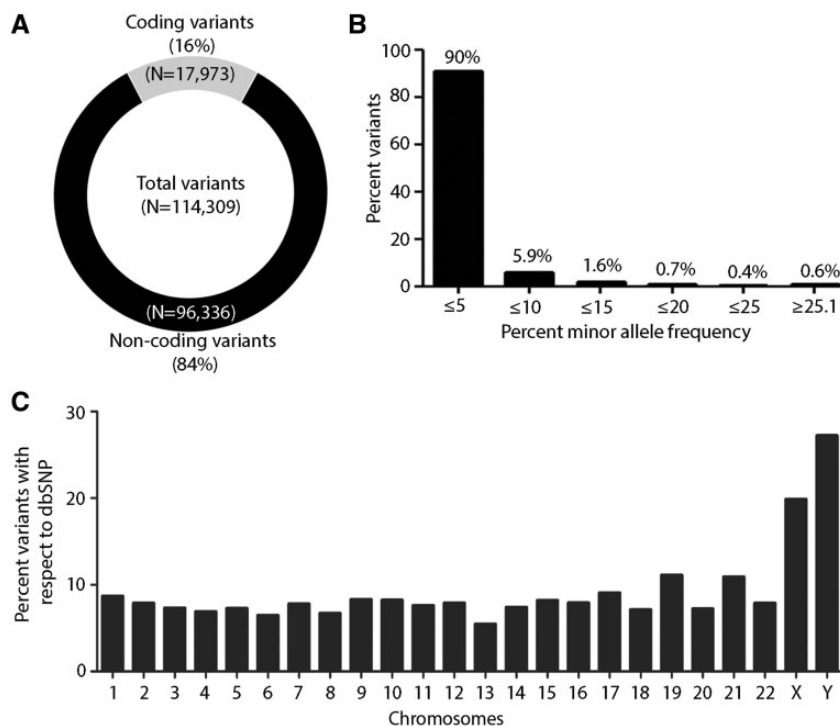 A
Coding variants
(16%)
(N=17,973)
Total variants
(N=114,309)
(N=96,336)
Non-coding variants
(84%)
B
Percent variants
100
80
60
40
20
0
90%
5.9%
1.6%
0.7%
0.4%
0.6%
≤5 ≤10 ≤15 ≤20 ≤25 ≥25.1
Percent minor allele frequency
C
Percent variants with
respect to dbSNP
30
20
10
0
1 2 3 4 5 6 7 8 9 10 11 12 13 14 15 16 17 18 19 20 21 22 X Y
Chromosomes